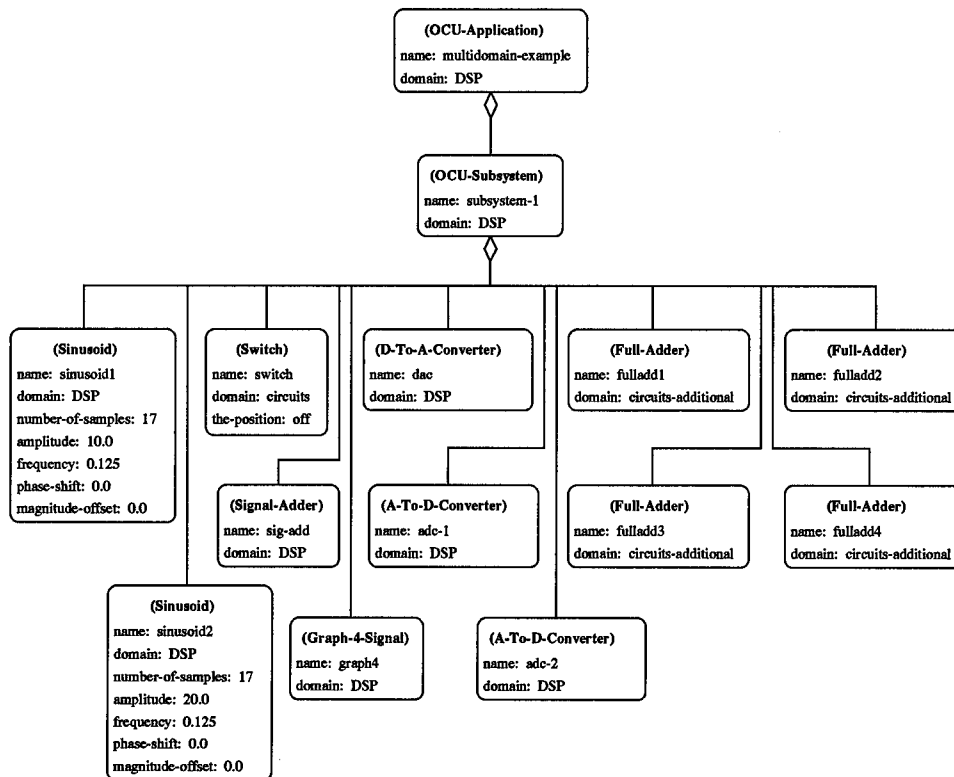 (OCU-Application)
name: multidomain-example
domain: DSP
(OCU-Subsystem)
name: subsystem-1
domain: DSP
(Sinusoid)
name: sinusoid1
domain: DSP
number-of-samples: 17
amplitude: 10.0
frequency: 0.125
phase-shift: 0.0
magnitude-offset: 0.0
(Switch)
name: switch
domain: circuits
the-position: off
(D-To-A-Converter)
name: dac
domain: DSP
(Full-Adder)
name: fulladd1
domain: circuits-additional
(Full-Adder)
name: fulladd2
domain: circuits-additional
(Signal-Adder)
name: sig-add
domain: DSP
(A-To-D-Converter)
name: adc-1
domain: DSP
(Full-Adder)
name: fulladd3
domain: circuits-additional
(Full-Adder)
name: fulladd4
domain: circuits-additional
(Sinusoid)
name: sinusoid2
domain: DSP
number-of-samples: 17
amplitude: 20.0
frequency: 0.125
phase-shift: 0.0
magnitude-offset: 0.0
(Graph-4-Signal)
name: graph4
domain: DSP
(A-To-D-Converter)
name: adc-2
domain: DSP